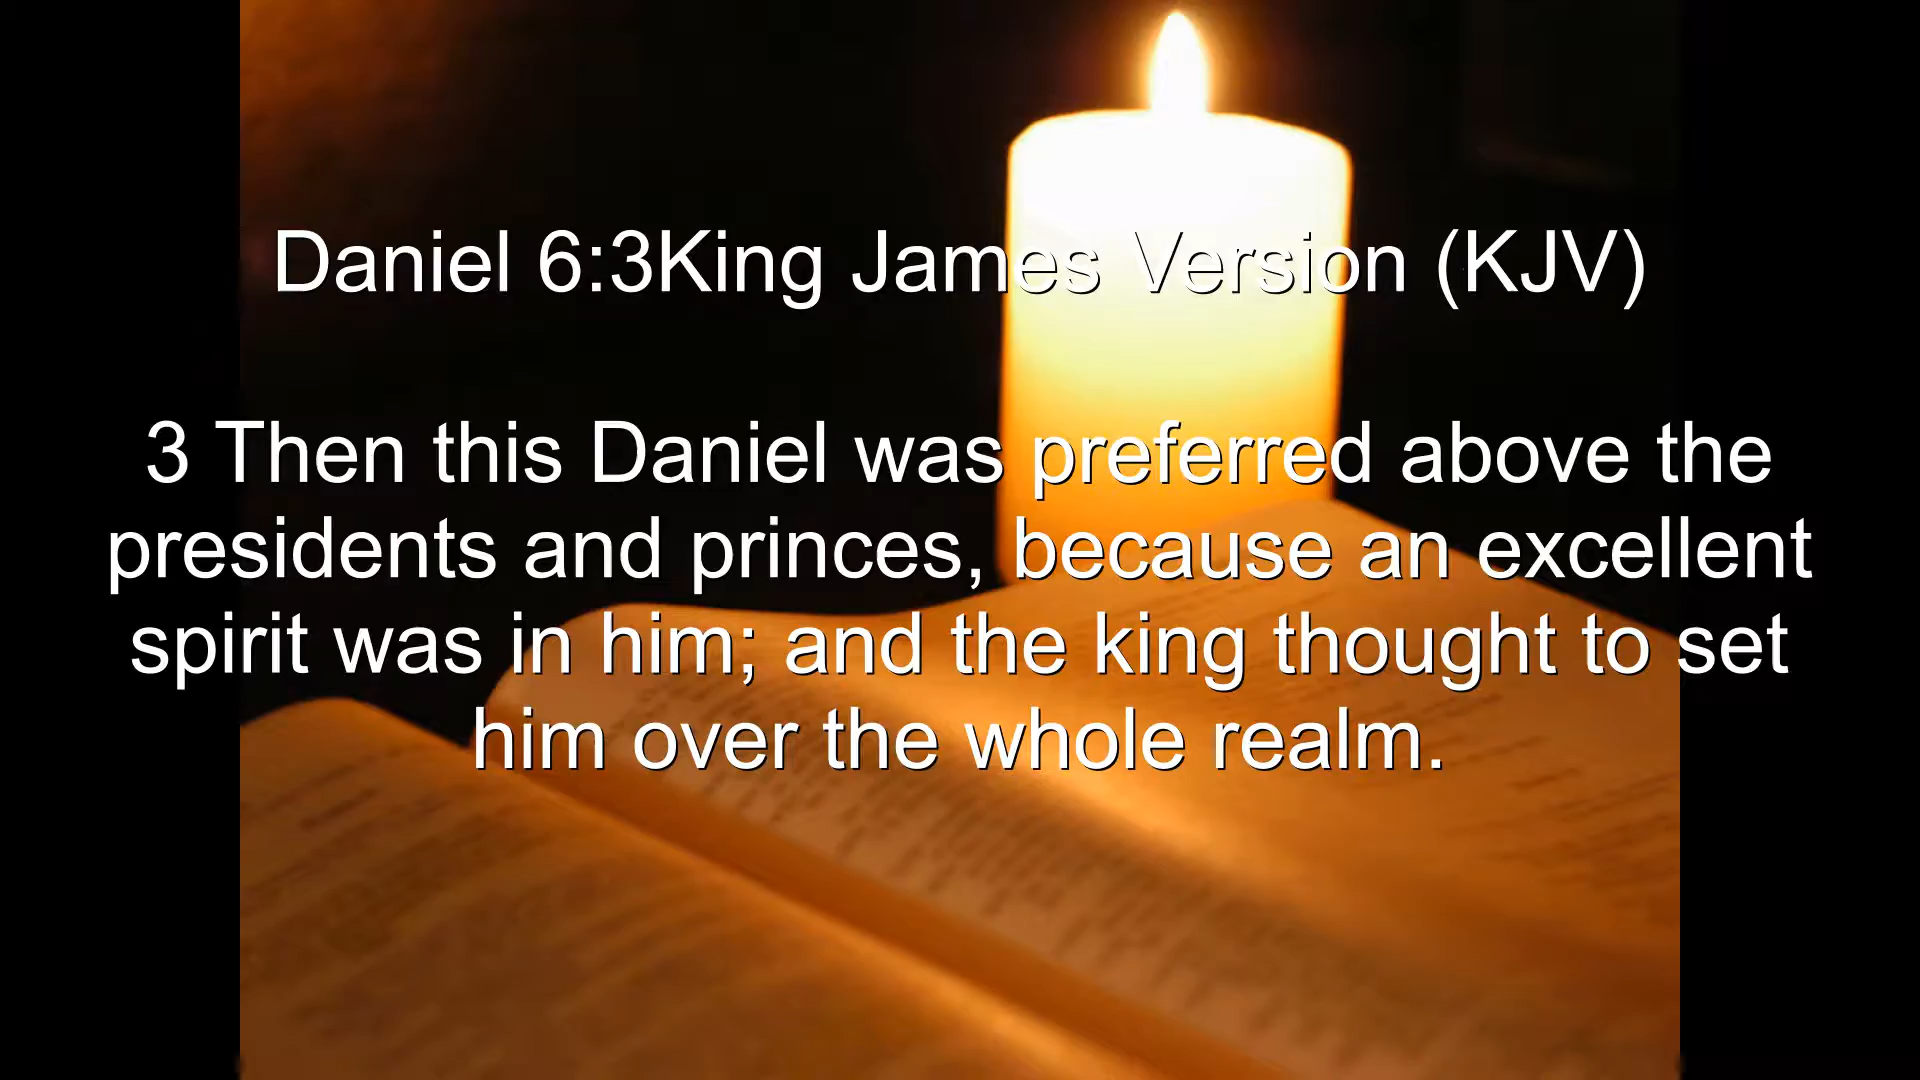 Daniel 6:3King James Version (KJV)
3 Then this Daniel was preferred above the
presidents and princes, because an excellent
spirit was in him; and the king thought to set
him over the whole realm.